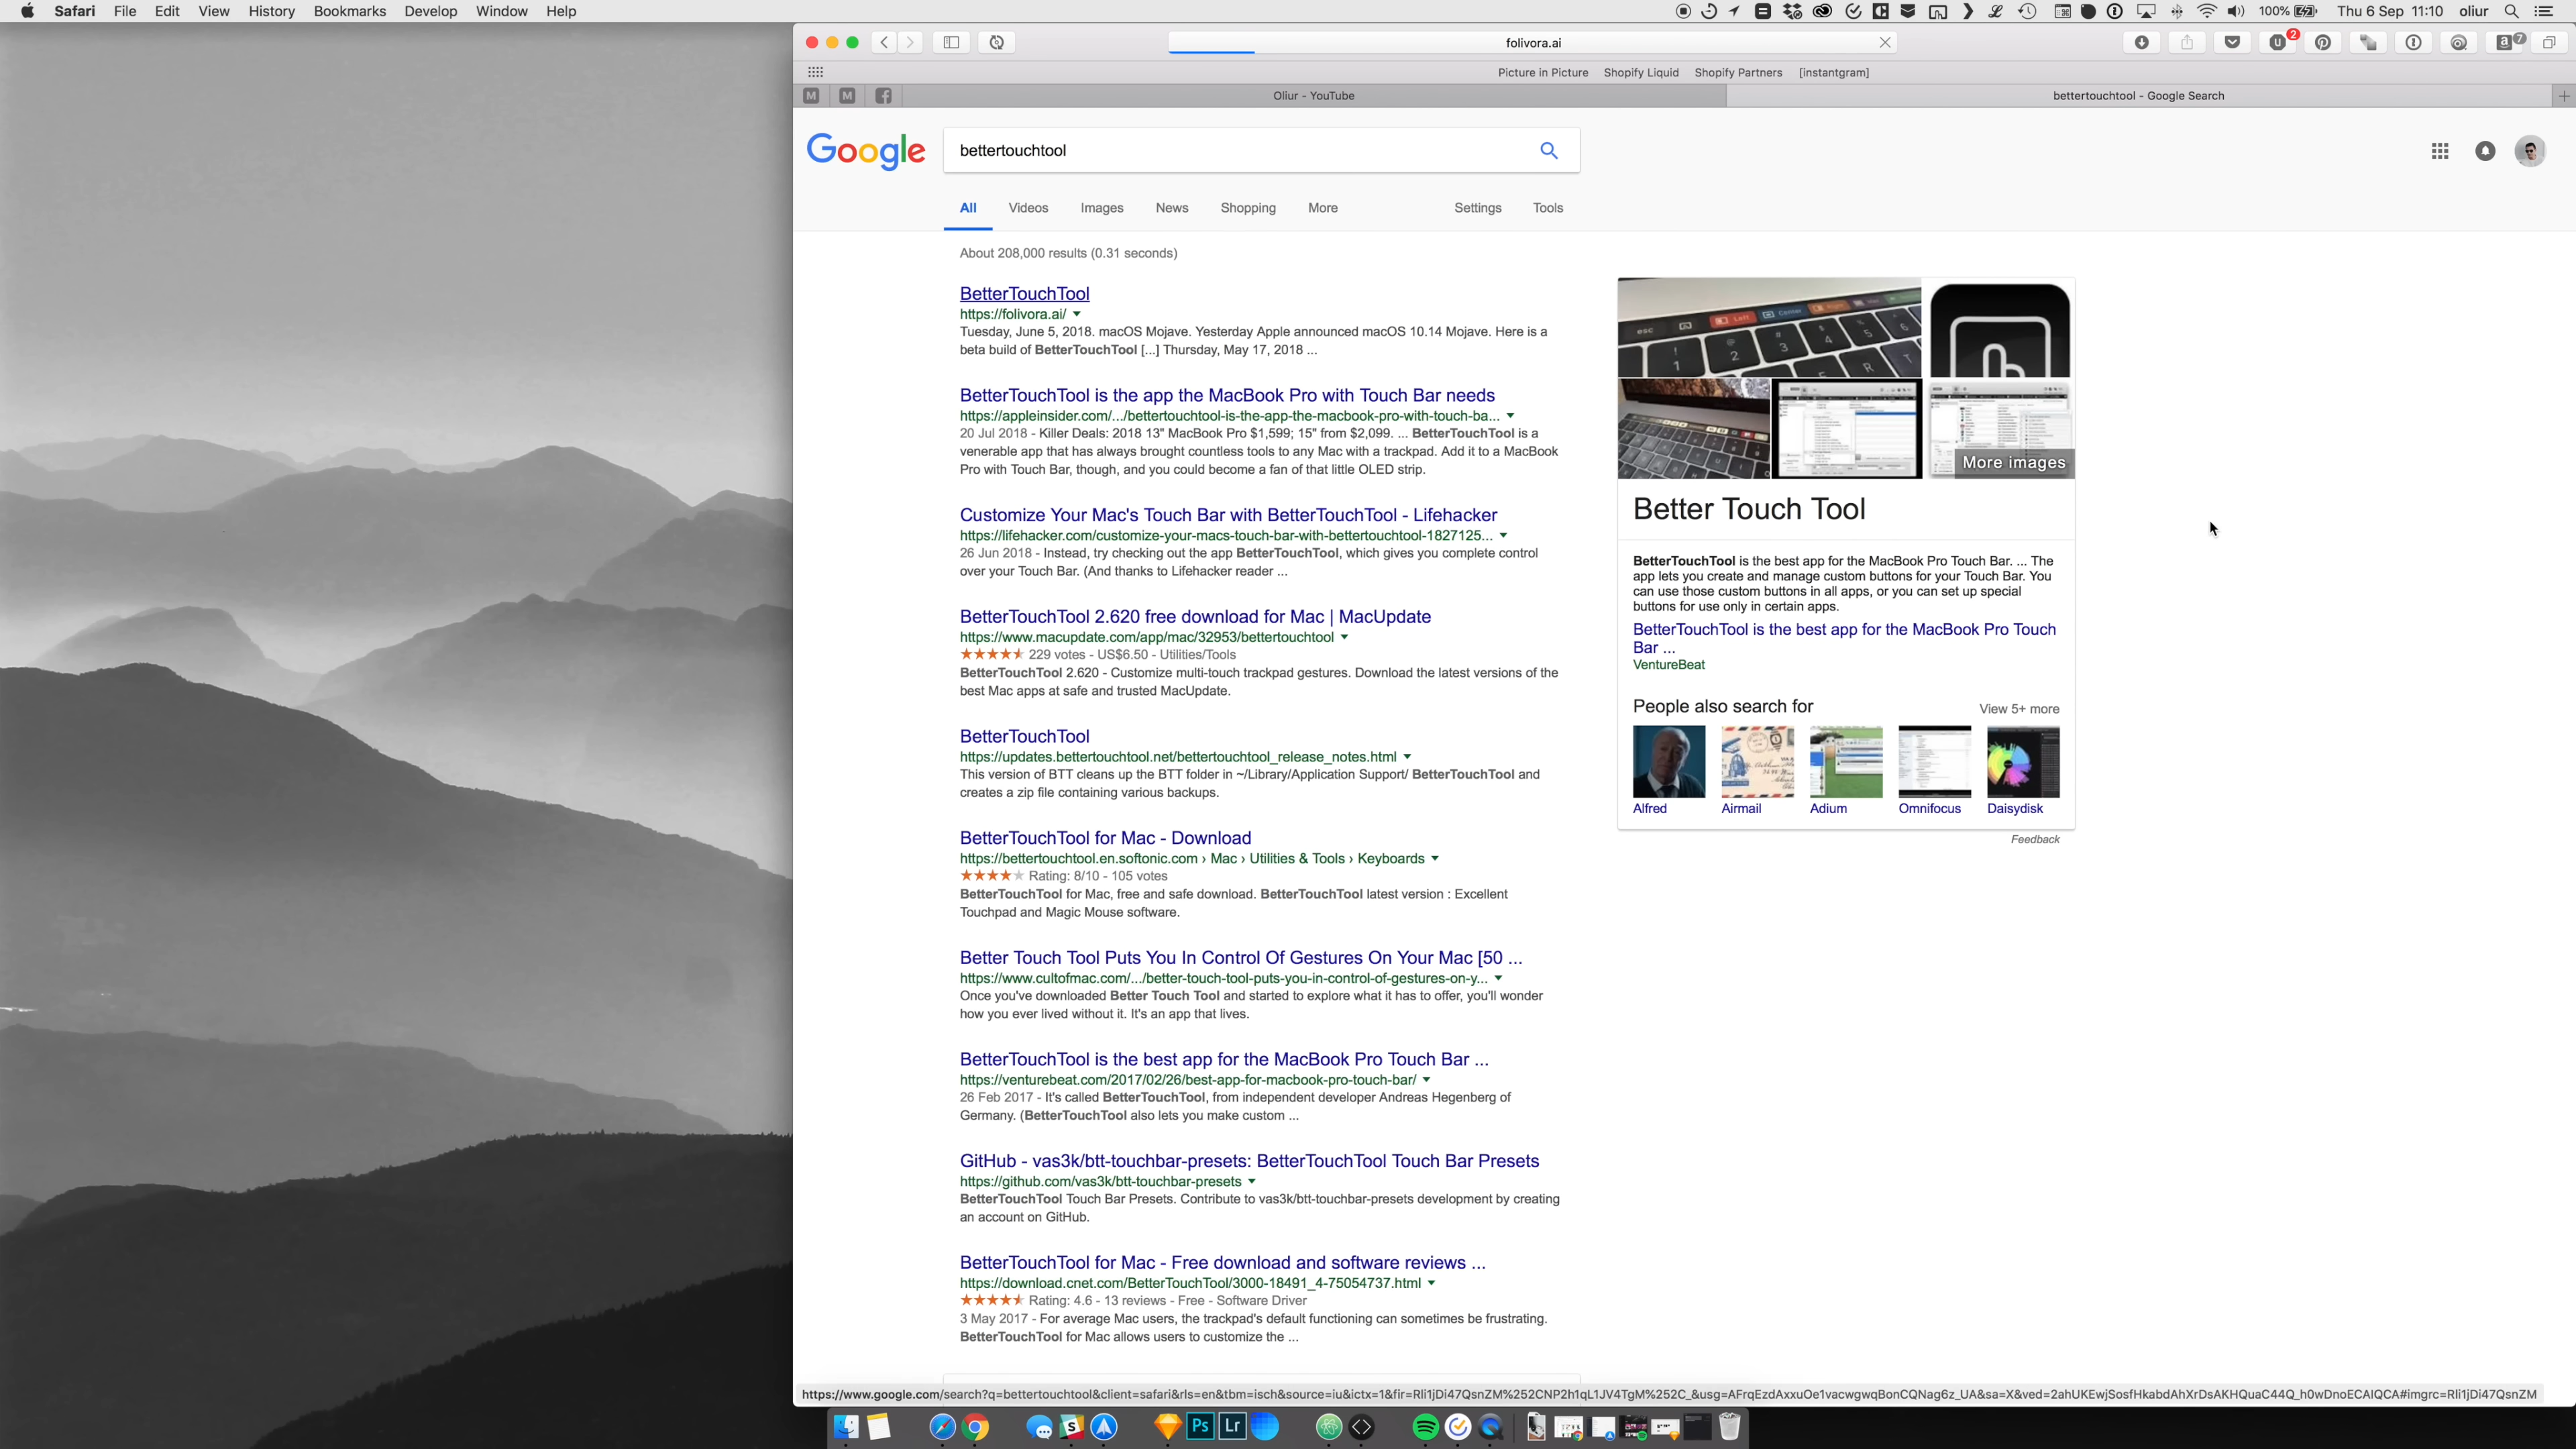 Safari File Edit View History Bookmarks Develop Window Help
100% Thu 6 Sep 11:10 oliur
folivora.ai
2
7
Picture in Picture Shopify Liquid Shopify Partners [instantgram]
Oliur - YouTube
bettertouchtool - Google Search
Google
bettertouchtool
All Videos Images News Shopping More Settings Tools
About 208,000 results (0.31 seconds)
BetterTouchTool
https://folivora.ai/
Tuesday, June 5, 2018. macOS Mojave. Yesterday Apple announced macOS 10.14 Mojave. Here is a
beta build of BetterTouchTool [...] Thursday, May 17, 2018 ...
BetterTouchTool is the app the MacBook Pro with Touch Bar needs
https://appleinsider.com/.../bettertouchtool-is-the-app-the-macbook-pro-with-touch-ba...
20 Jul 2018 - Killer Deals: 2018 13" MacBook Pro $1,599; 15" from $2,099. ... BetterTouchTool is a
venerable app that has always brought countless tools to any Mac with a trackpad. Add it to a MacBook
Pro with Touch Bar, though, and you could become a fan of that little OLED strip.
Customize Your Mac's Touch Bar with BetterTouchTool - Lifehacker
https://lifehacker.com/customize-your-macs-touch-bar-with-bettertouchtool-1827125...
26 Jun 2018 - Instead, try checking out the app BetterTouchTool, which gives you complete control
over your Touch Bar. (And thanks to Lifehacker reader ...
BetterTouchTool 2.620 free download for Mac | MacUpdate
https://www.macupdate.com/app/mac/32953/bettertouchtool
229 votes - US$6.50 - Utilities/Tools
BetterTouchTool 2.620 - Customize multi-touch trackpad gestures. Download the latest versions of the
best Mac apps at safe and trusted MacUpdate.
BetterTouchTool
https://updates.bettertouchtool.net/bettertouchtool_release_notes.html
This version of BTT cleans up the BTT folder in ~/Library/Application Support/ BetterTouchTool and
creates a zip file containing various backups.
BetterTouchTool for Mac - Download
https://bettertouchtool.en.softonic.com › Mac › Utilities & Tools › Keyboards
Rating: 8/10 - 105 votes
BetterTouchTool for Mac, free and safe download. BetterTouchTool latest version : Excellent
Touchpad and Magic Mouse software.
Better Touch Tool Puts You In Control Of Gestures On Your Mac [50 ...
https://www.cultofmac.com/.../better-touch-tool-puts-you-in-control-of-gestures-on-y...
Once you've downloaded Better Touch Tool and started to explore what it has to offer, you'll wonder
how you ever lived without it. It's an app that lives.
BetterTouchTool is the best app for the MacBook Pro Touch Bar ...
https://venturebeat.com/2017/02/26/best-app-for-macbook-pro-touch-bar/
26 Feb 2017 - It's called BetterTouchTool, from independent developer Andreas Hegenberg of
Germany. (BetterTouchTool also lets you make custom ...
GitHub - vas3k/btt-touchbar-presets: BetterTouchTool Touch Bar Presets
https://github.com/vas3k/btt-touchbar-presets
BetterTouchTool Touch Bar Presets. Contribute to vas3k/btt-touchbar-presets development by creating
an account on GitHub.
BetterTouchTool for Mac - Free download and software reviews ...
https://download.cnet.com/BetterTouchTool/3000-18491_4-75054737.html
Rating: 4.6 - 13 reviews - Free - Software Driver
3 May 2017 - For average Mac users, the trackpad's default functioning can sometimes be frustrating.
BetterTouchTool for Mac allows users to customize the ...
More images
Better Touch Tool
BetterTouchTool is the best app for the MacBook Pro Touch Bar. ... The
app lets you create and manage custom buttons for your Touch Bar. You
can use those custom buttons in all apps, or you can set up special
buttons for use only in certain apps.
BetterTouchTool is the best app for the MacBook Pro Touch
Bar ...
VentureBeat
People also search for View 5+ more
Alfred Airmail Adium Omnifocus Daisydisk
Feedback
https://www.google.com/search?q=bettertouchtool&client=safari&rls=en&tbm=isch&source=iu&ictx=1&fir=Rli1jDi47QsnZM%252CNP2h1qL1JV4TgM%252C_&usg=AFrqEzdAxxuOe1vacwgwqBonCQNag6z_UA&sa=X&ved=2ahUKEwjSosfHkabdAhXrDsAKHQuaC44Q_h0wDnoECAIQCA#imgrc=Rli1jDi47QsnZM
Ps Lr